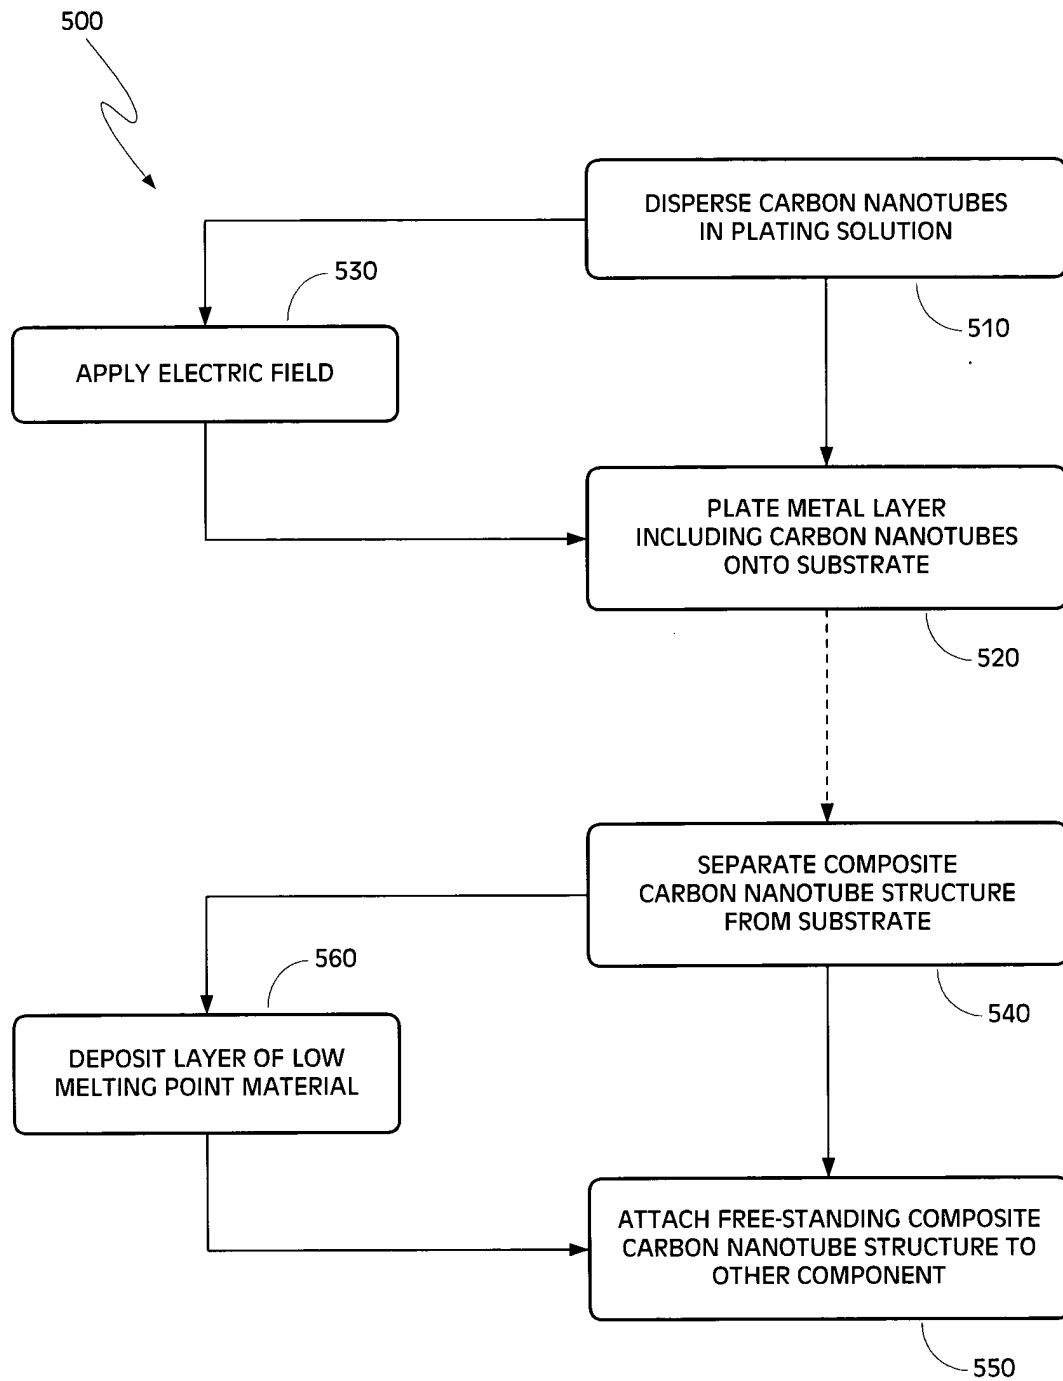 500
DISPERSE CARBON NANOTUBES
IN PLATING SOLUTION
530
510
APPLY ELECTRIC FIELD
PLATE METAL LAYER
INCLUDING CARBON NANOTUBES
ONTO SUBSTRATE
520
SEPARATE COMPOSITE
CARBON NANOTUBE STRUCTURE
FROM SUBSTRATE
560
540
DEPOSIT LAYER OF LOW
MELTING POINT MATERIAL
ATTACH FREE-STANDING COMPOSITE
CARBON NANOTUBE STRUCTURE TO
OTHER COMPONENT
550